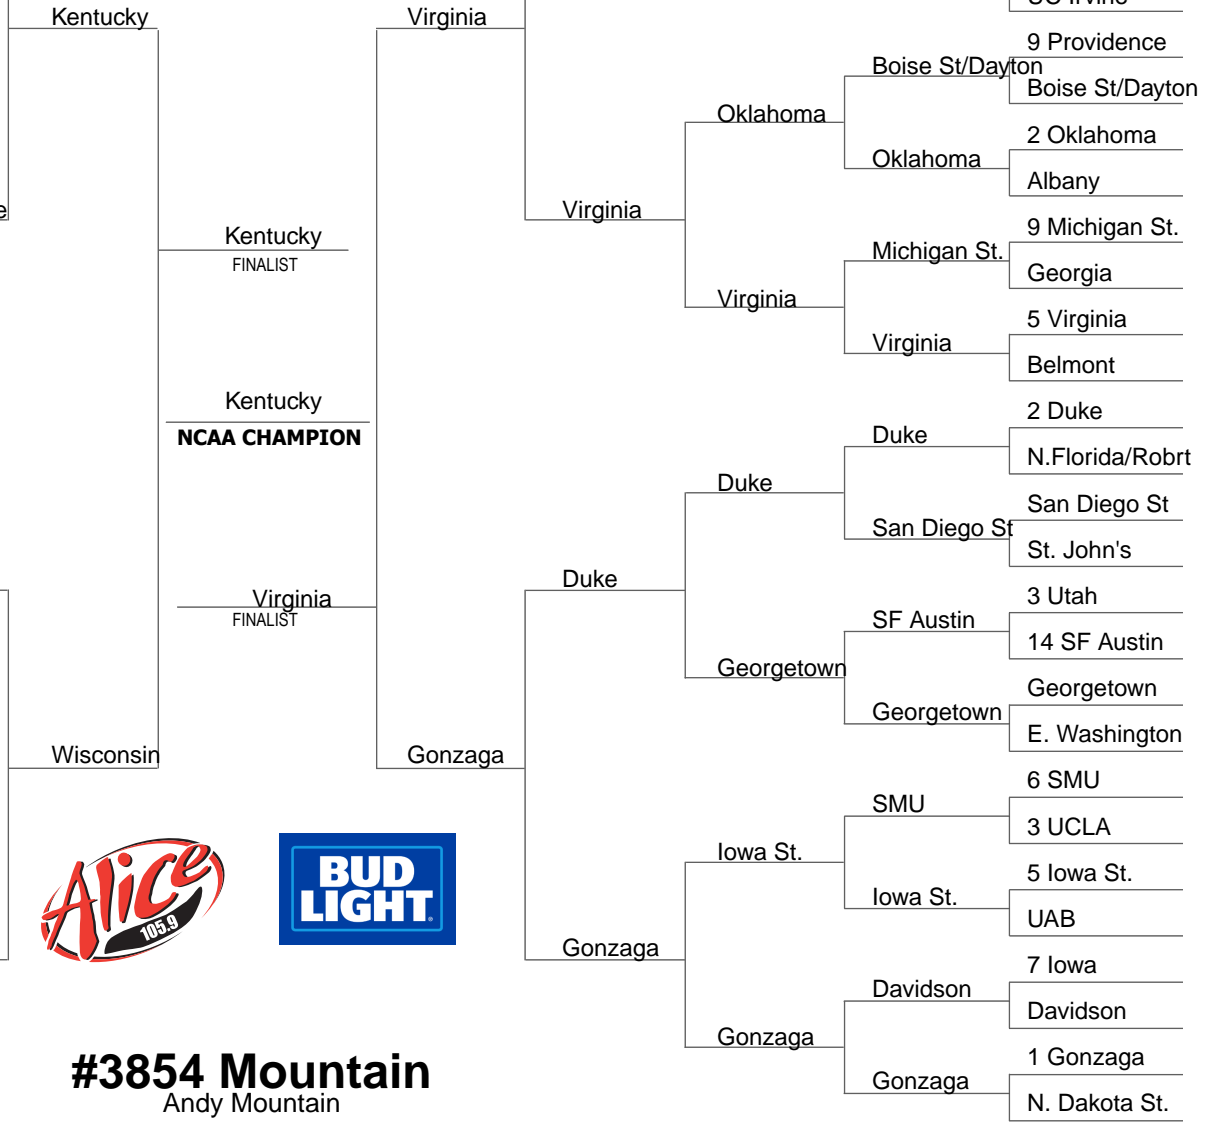 Kentucky
Virginia
9 Providence
Boise St/Dayton
Boise St/Dayton
Oklahoma
2 Oklahoma
Oklahoma
Albany
Virginia
9 Michigan St.
Kentucky
FINALIST
Michigan St.
Georgia
Virginia
5 Virginia
Virginia
Belmont
Kentucky
NCAA CHAMPION
2 Duke
Duke
N.Florida/Robrt
Duke
San Diego St
San Diego St
St. John's
Duke
Virginia
FINALIST
3 Utah
SF Austin
14 SF Austin
Georgetown
Georgetown
Georgetown
E. Washington
Wisconsin
Gonzaga
6 SMU
SMU
3 UCLA
Iowa St.
5 Iowa St.
Iowa St.
UAB
Alice
105.9
BUD
LIGHT
Gonzaga
7 Iowa
Davidson
Davidson
Gonzaga
1 Gonzaga
Gonzaga
N. Dakota St.
#3854 Mountain
Andy Mountain